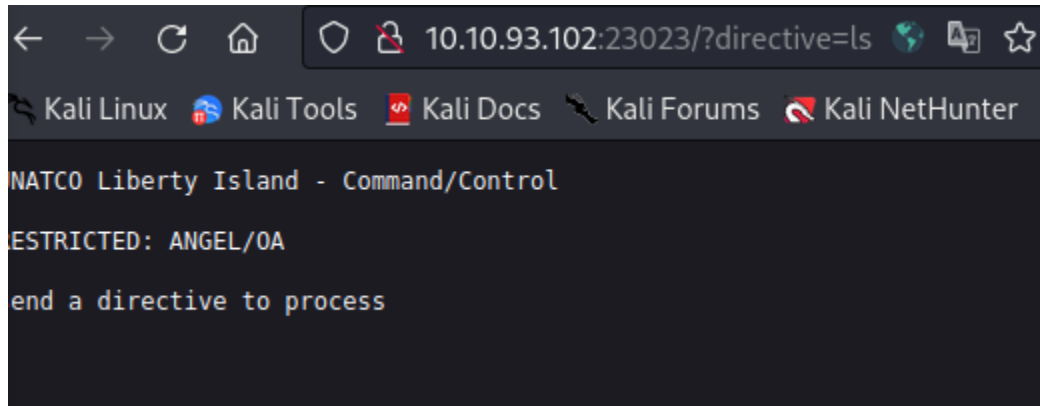 10.10.93.102:23023/?directive=ls
Kali Linux Kali Tools Kali Docs Kali Forums Kali NetHunter
NATCO Liberty Island - Command/Control
ESTRICTED: ANGEL/OA
end a directive to process